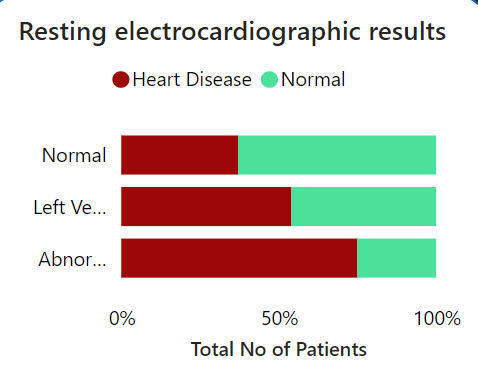 Resting electrocardiographic results
Heart Disease Normal
Normal
Left Ve...
Abnor...
0% 50% 100%
Total No of Patients